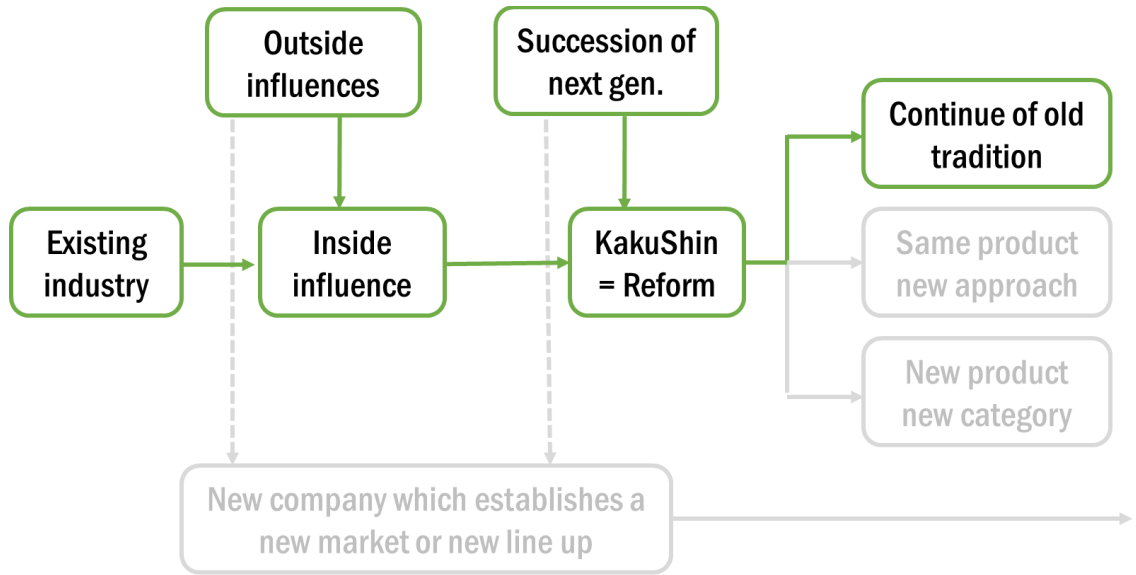 Outside
influences
Succession of
next gen.
Continue of old
tradition
Existing
industry
Inside
influence
KakuShin
= Reform
Same product
new approach
New product
new category
New company which establishes a
new market or new line up